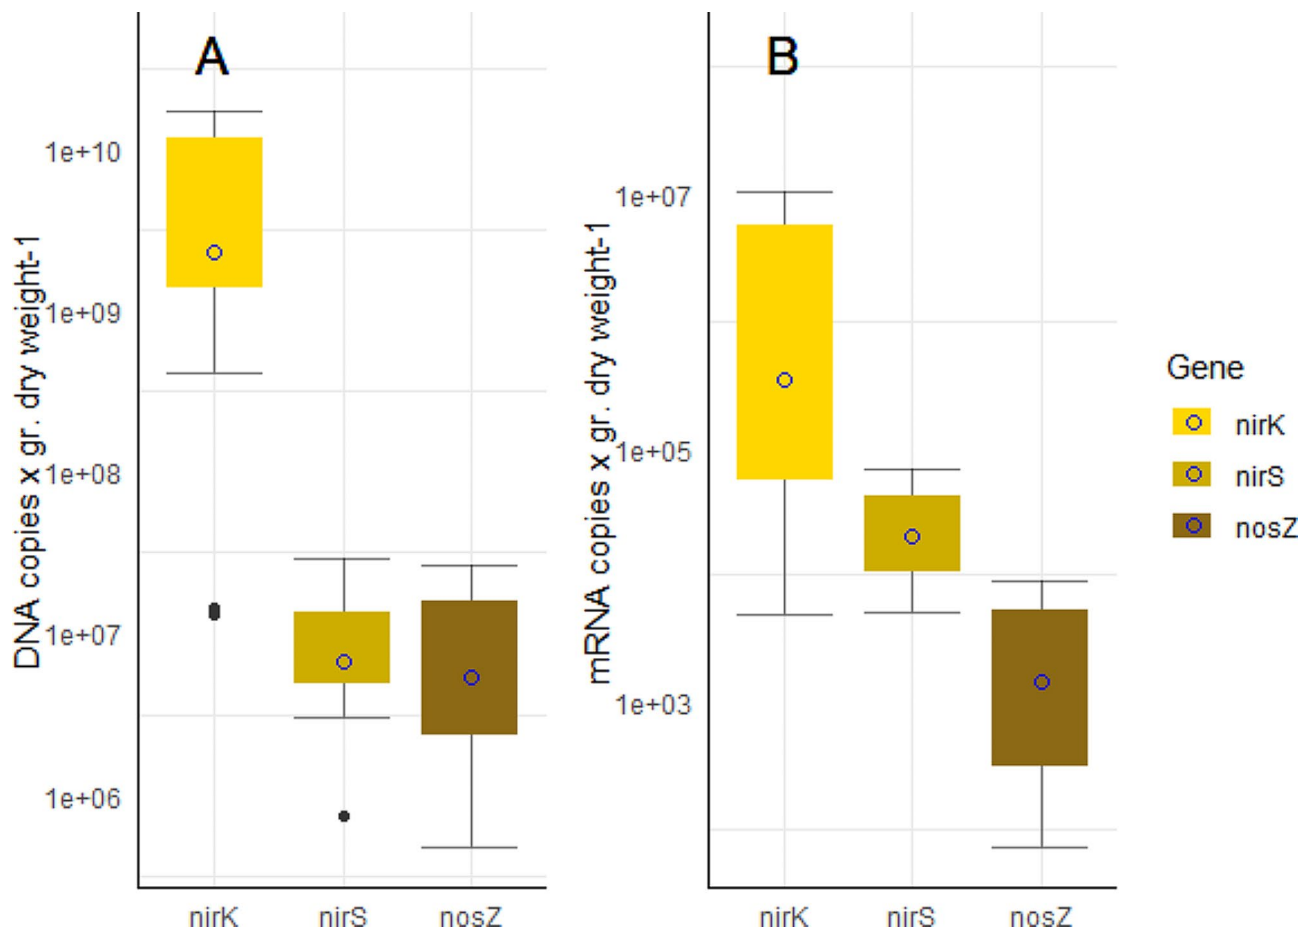 A
DNA copies x gr. dry weight-1
1e+10
1e+09
1e+08
1e+07
1e+06
nirK nirS nosZ
B
mRNA copies x gr. dry weight-1
1e+07
1e+05
1e+03
nirK nirS nosZ
Gene
nirK
nirS
nosZ